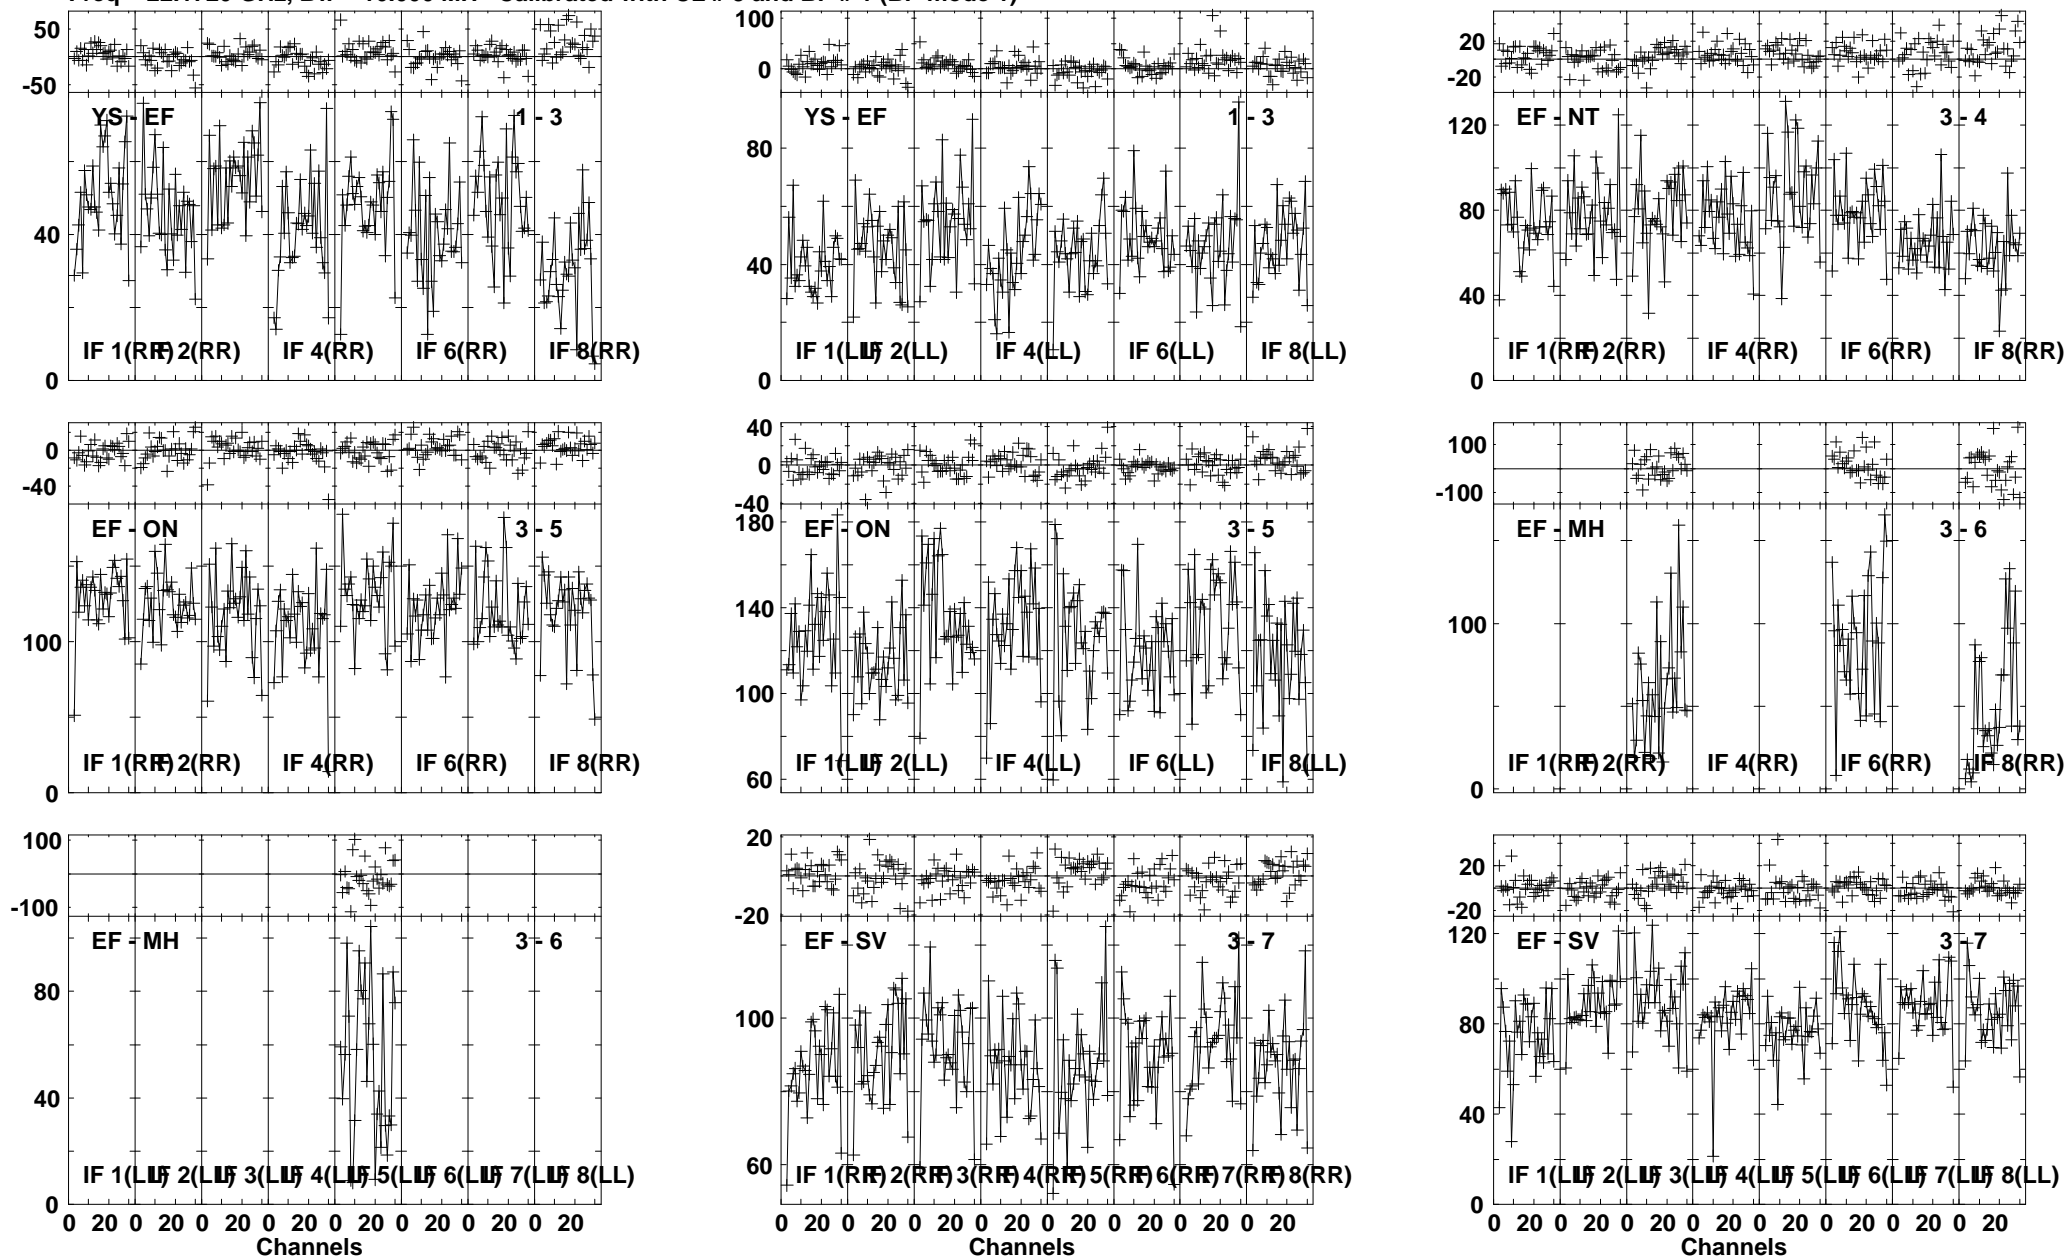 50
-50
YS - EF 1 - 3
40
0
IF 1(RR) IF 2(RR) IF 4(RR) IF 6(RR) IF 8(RR)
100
0
YS - EF 1 - 3
80
40
0
IF 1(LL) IF 2(LL) IF 4(LL) IF 6(LL) IF 8(LL)
20
-20
EF - NT 3 - 4
120
80
40
0
IF 1(RR) IF 2(RR) IF 4(RR) IF 6(RR) IF 8(RR)
0
-40
EF - ON 3 - 5
100
0
IF 1(RR) IF 2(RR) IF 4(RR) IF 6(RR) IF 8(RR)
40
0
-40
180
EF - ON 3 - 5
140
100
60
IF 1(LL) IF 2(LL) IF 4(LL) IF 6(LL) IF 8(LL)
100
-100
EF - MH 3 - 6
100
0
IF 1(RR) IF 2(RR) IF 4(RR) IF 6(RR) IF 8(RR)
100
-100
EF - MH 3 - 6
80
40
0
IF 1(LL) IF 2(LL) IF 3(LL) IF 4(LL) IF 5(LL) IF 6(LL) IF 7(LL) IF 8(LL)
0 20 0 20 0 20 0 20 0 20 0 20 0 20 0 20
Channels
20
-20
EF - SV 3 - 7
100
60
IF 1(RR) IF 2(RR) IF 3(RR) IF 4(RR) IF 5(RR) IF 6(RR) IF 7(RR) IF 8(RR)
0 20 0 20 0 20 0 20 0 20 0 20 0 20 0 20
Channels
20
-20
EF - SV 3 - 7
120
80
40
0
IF 1(LL) IF 2(LL) IF 3(LL) IF 4(LL) IF 5(LL) IF 6(LL) IF 7(LL) IF 8(LL)
0 20 0 20 0 20 0 20 0 20 0 20 0 20 0 20
Channels